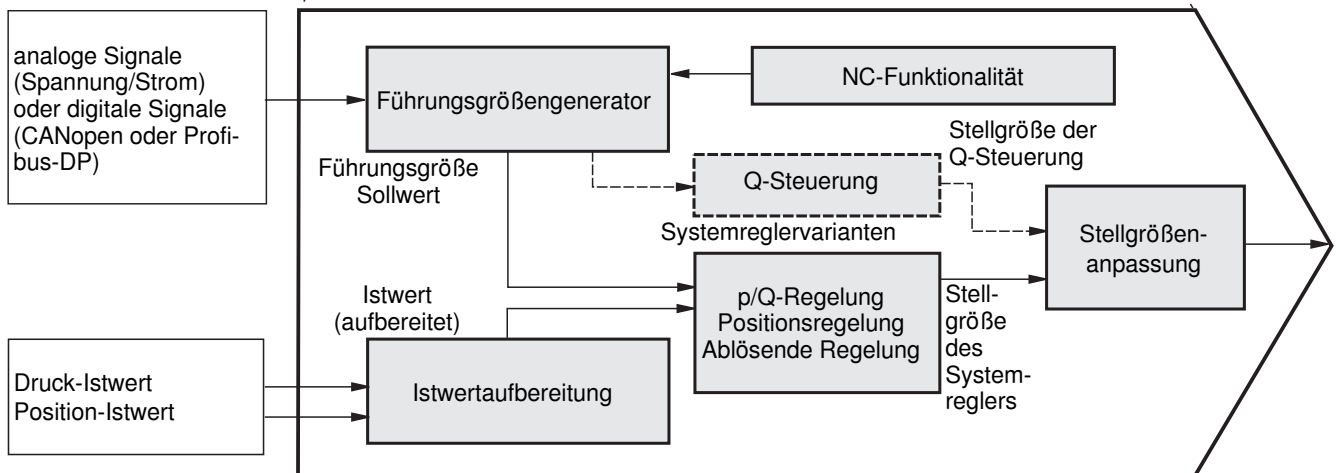 analoge Signale
(Spannung/Strom)
oder digitale Signale
(CANopen oder Profi-
bus-DP)
Führungsgrößengenerator
NC-Funktionalität
Führungsgröße
Sollwert
Q-Steuerung
Stellgröße der
Q-Steuerung
Systemreglervarianten
Stellgrößen-
anpassung
Istwert
(aufbereitet)
p/Q-Regelung
Positionsregelung
Ablösende Regelung
Stell-
größe
des
System-
reglers
Druck-Istwert
Position-Istwert
Istwertaufbereitung